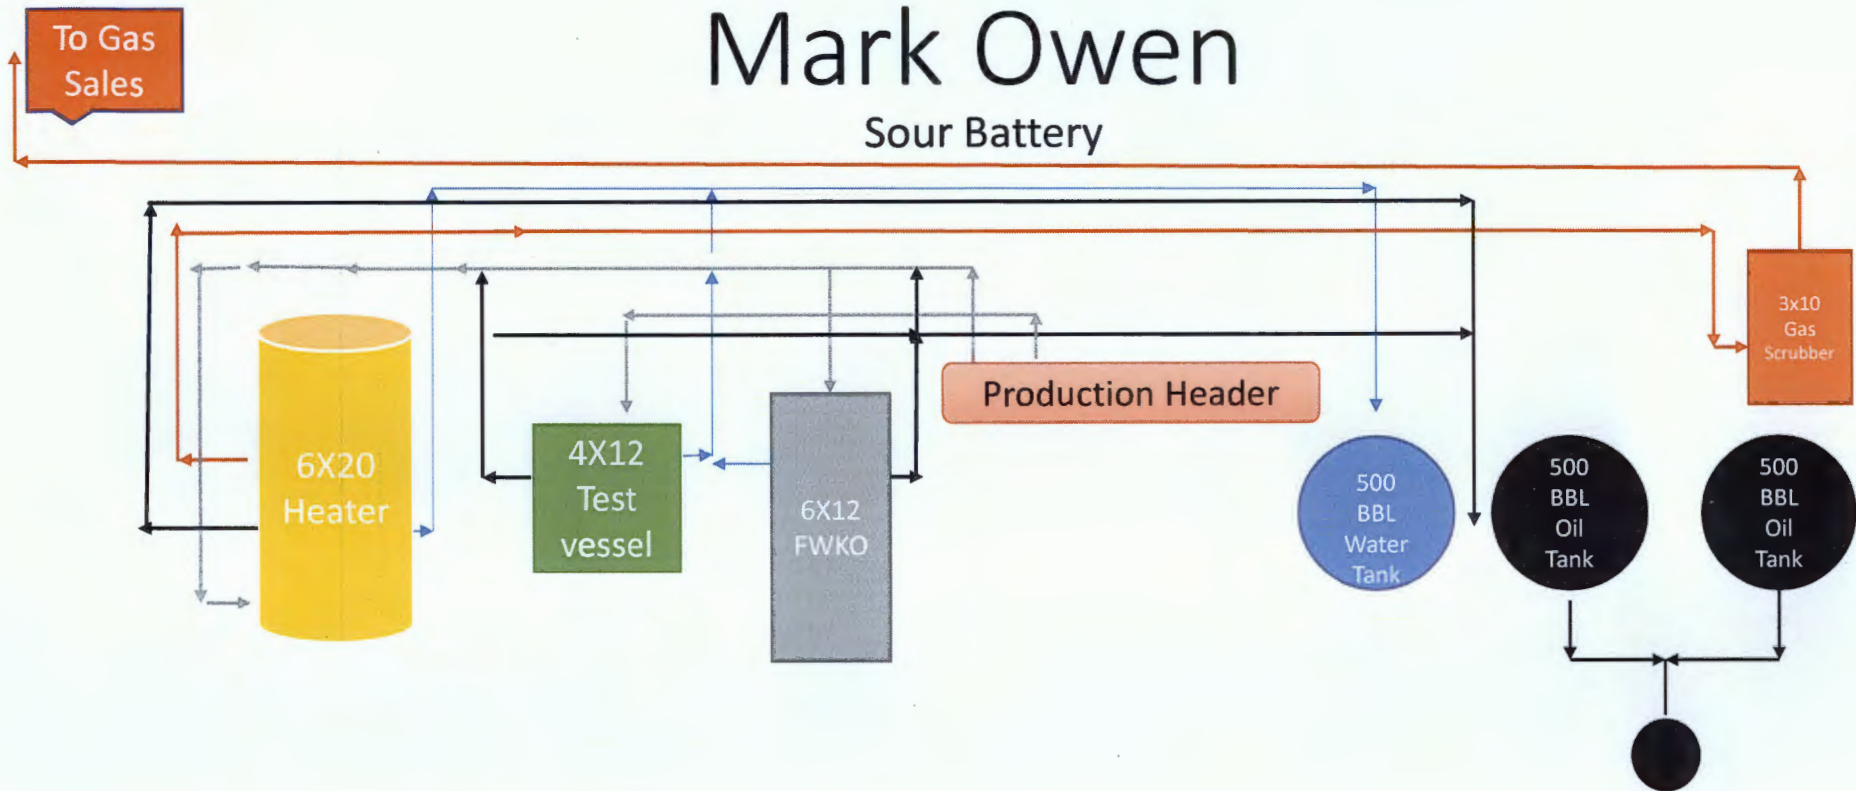 To Gas
Sales
Mark Owen
Sour Battery
3x10
Gas
Scrubber
Production Header
6X20
Heater
4X12
Test
vessel
6X12
FWKO
500
BBL
Water
Tank
500
BBL
Oil
Tank
500
BBL
Oil
Tank